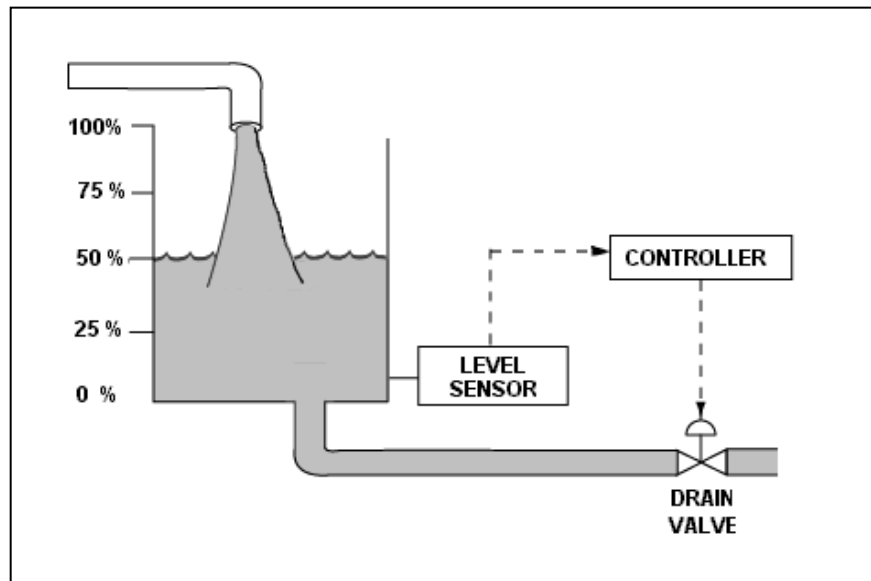 100%
75 %
50 %
25 %
0 %
LEVEL
SENSOR
CONTROLLER
DRAIN
VALVE